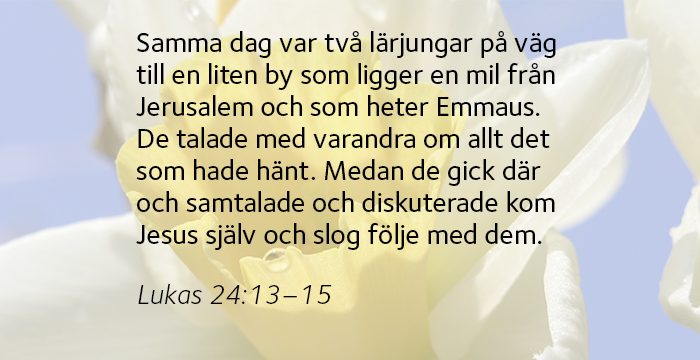 Samma dag var två lärjungar på väg
till en liten by som ligger en mil från
Jerusalem och som heter Emmaus.
De talade med varandra om allt det
som hade hänt. Medan de gick där
och samtalade och diskuterade kom
Jesus själv och slog följe med dem.
Lukas 24:13–15